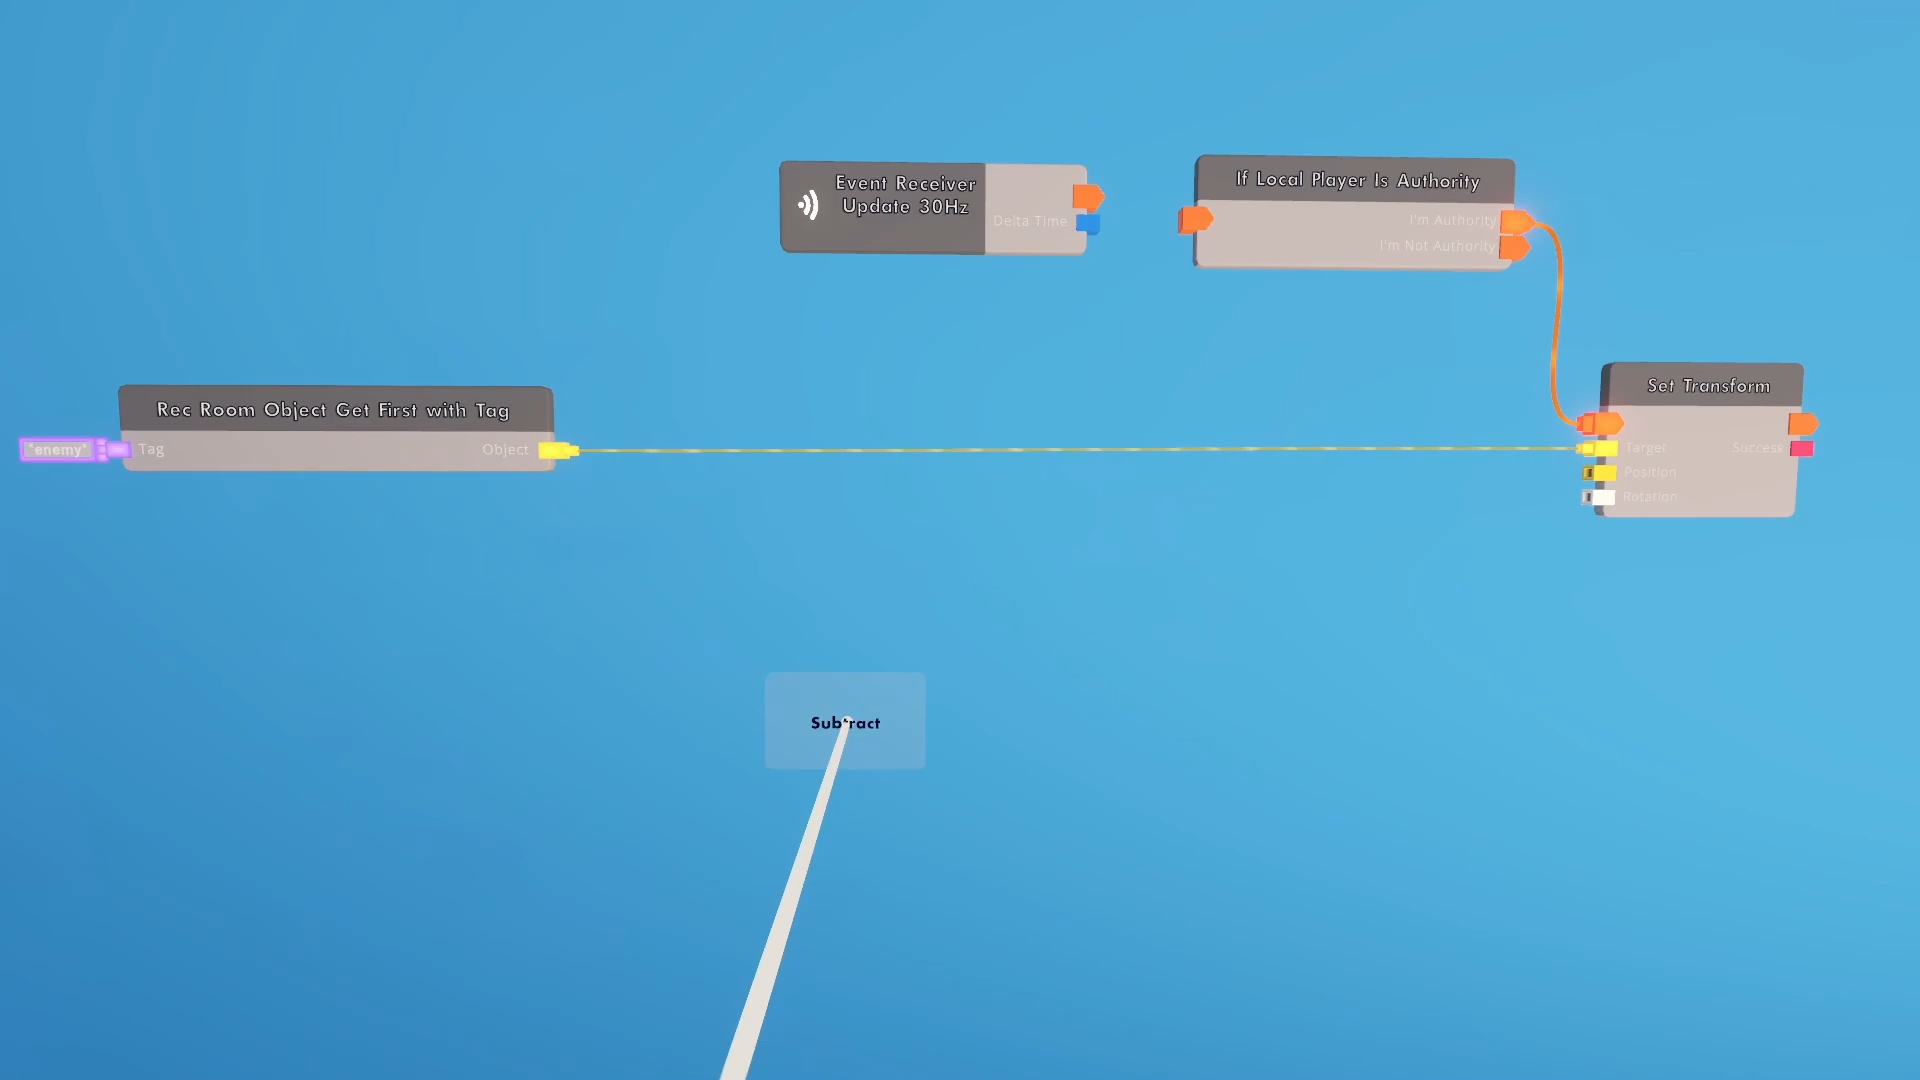 Event Receiver
Update 30Hz
Delta Time
If Local Player Is Authority
I'm Authority
I'm Not Authority
Rec Room Object Get First with Tag
"enemy"
Tag
Object
Set Transform
Target
Success
Position
Rotation
Subtract